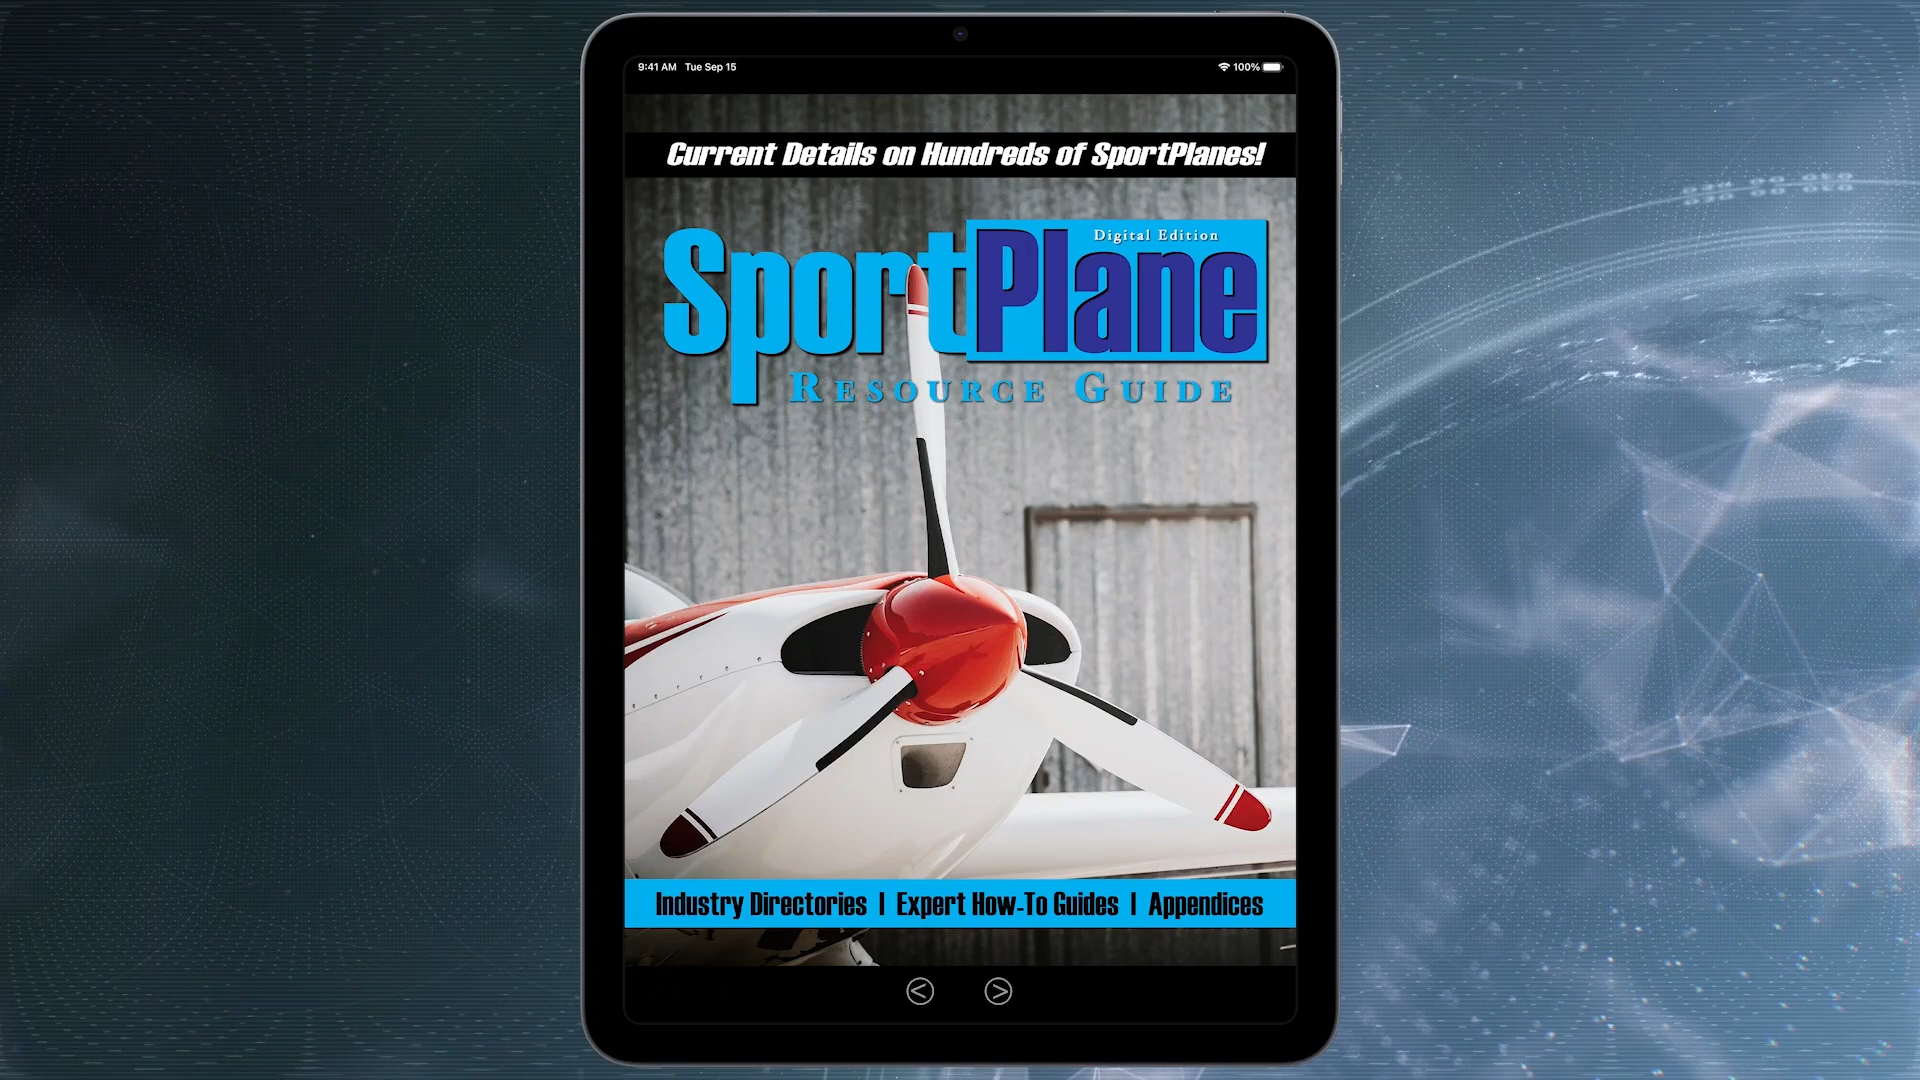 9:41 AM Tue Sep 15
100%
Current Details on Hundreds of SportPlanes!
Digital Edition
SportPlane
Resource Guide
Industry Directories | Expert How-To Guides | Appendices